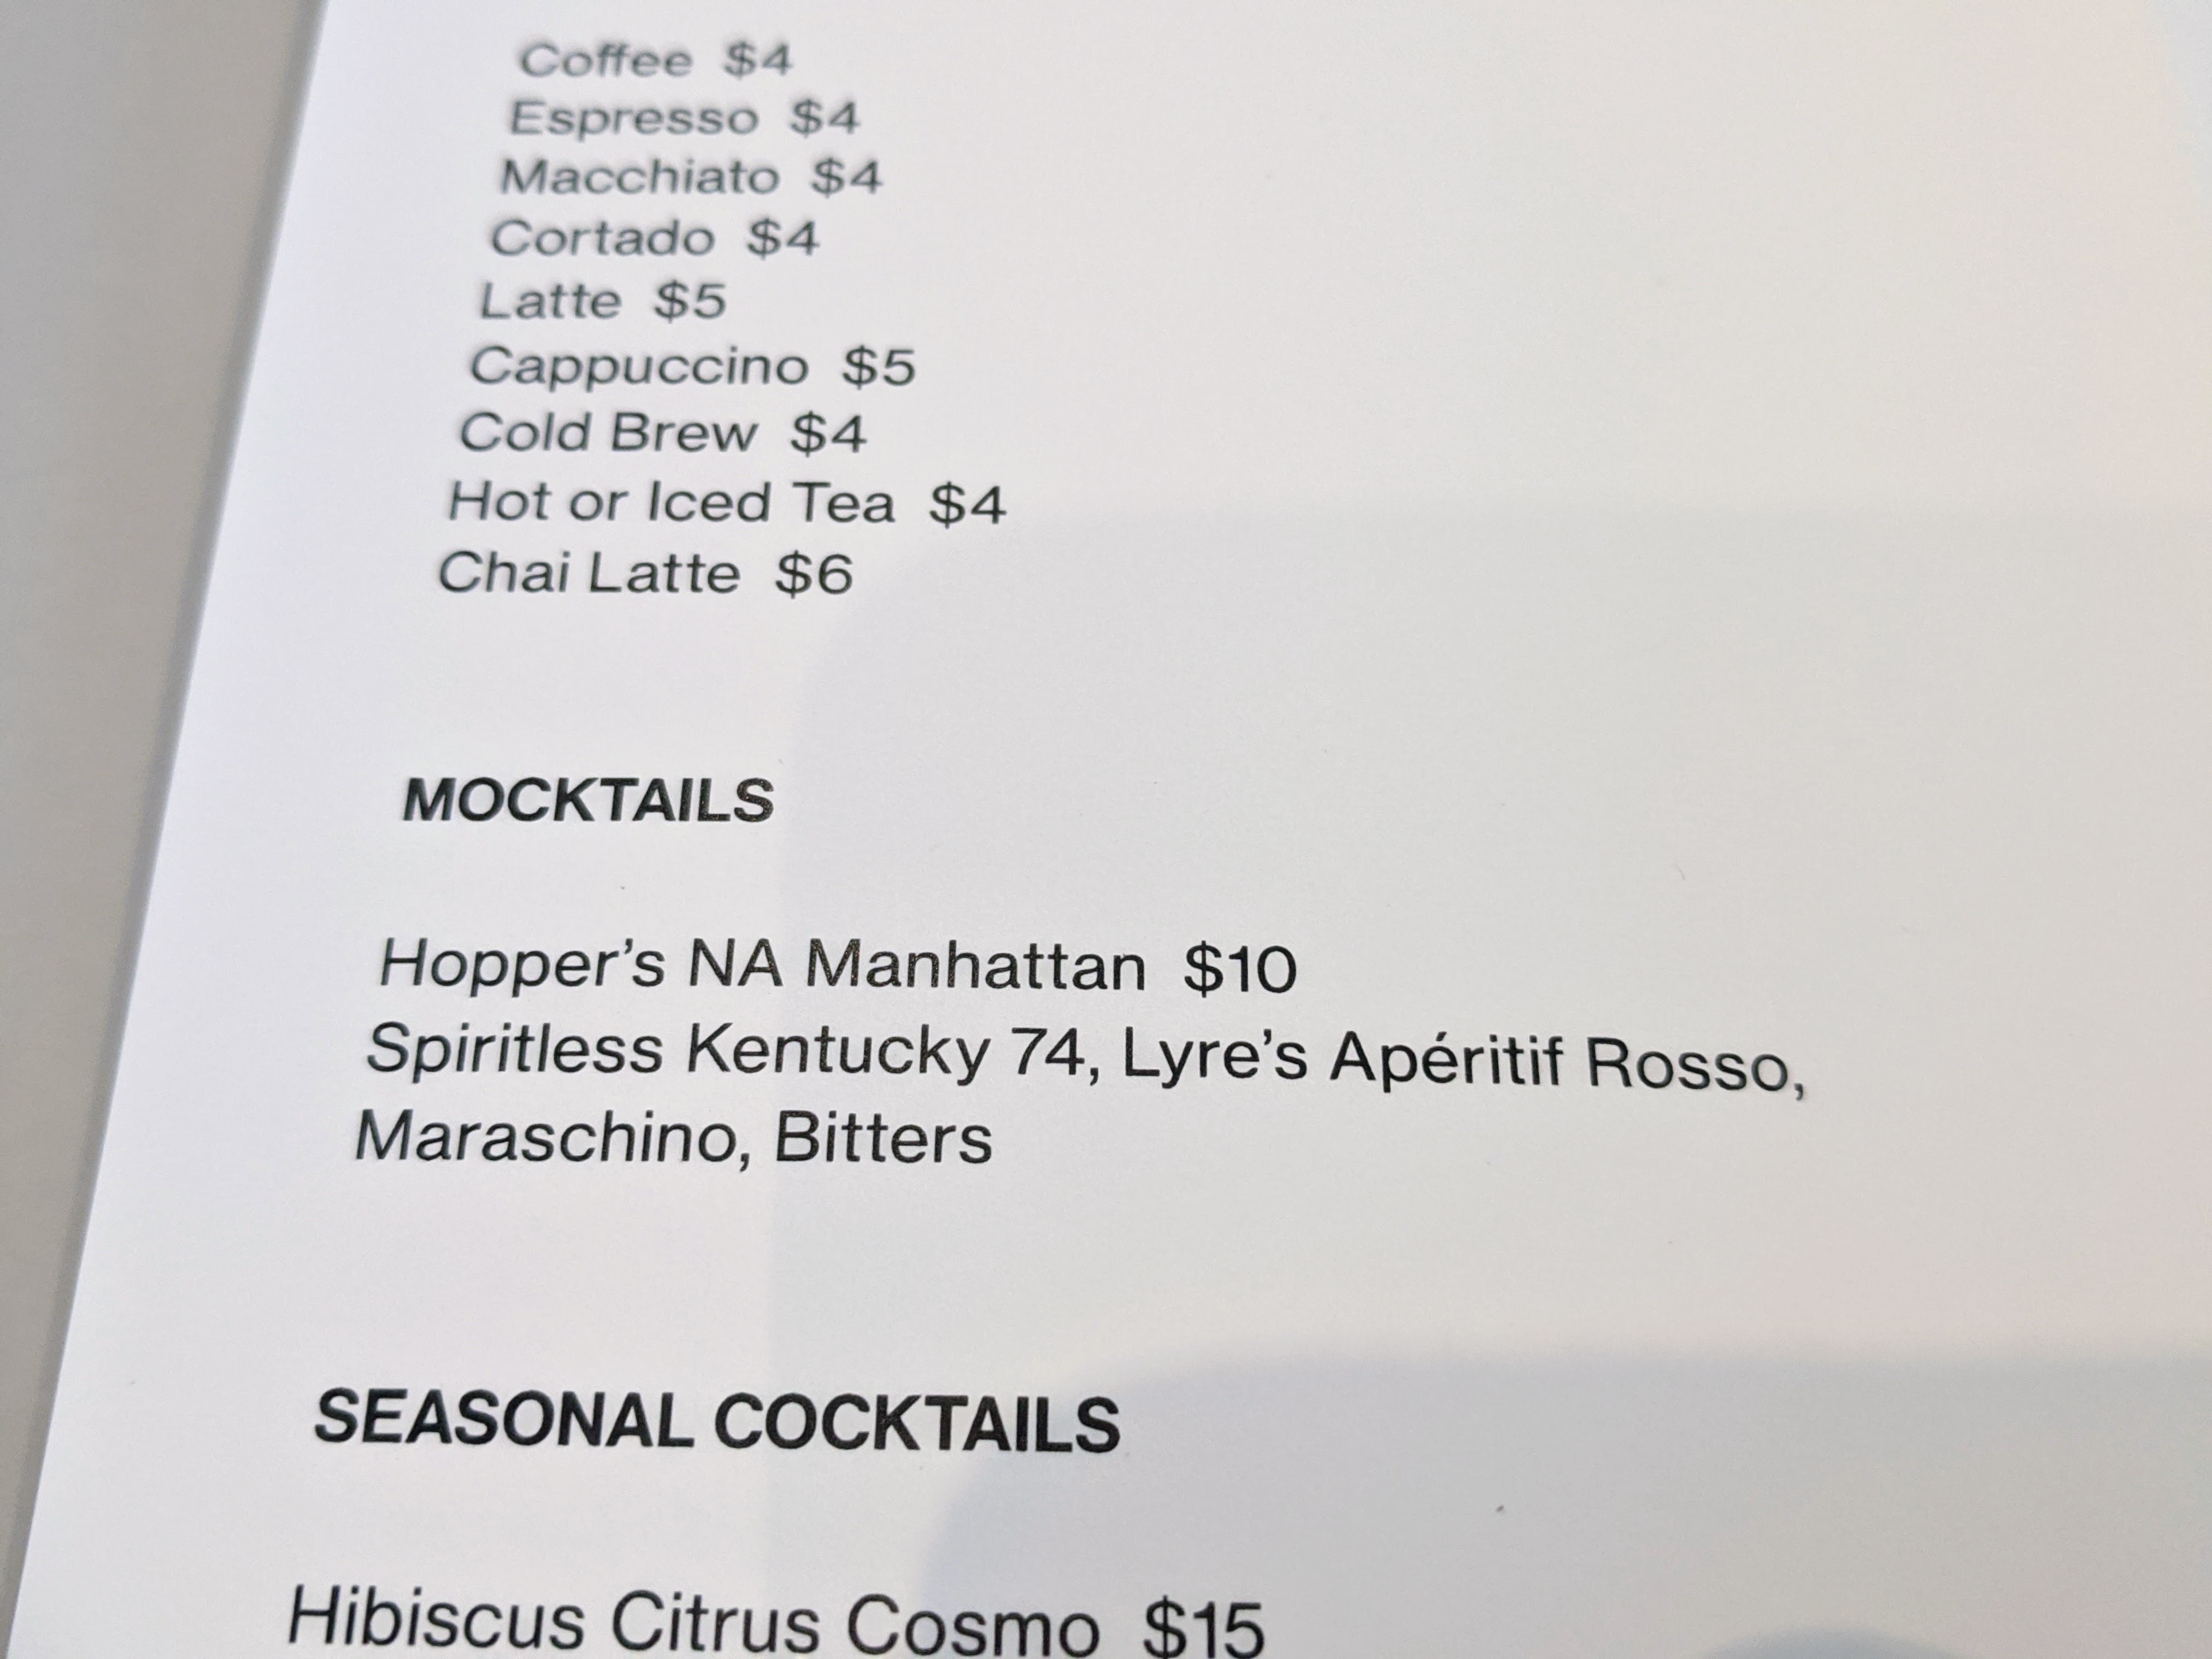 Coffee $4
Espresso $4
Macchiato $4
Cortado $4
Latte $5
Cappuccino $5
Cold Brew $4
Hot or Iced Tea $4
Chai Latte $6
MOCKTAILS
Hopper’s NA Manhattan $10
Spiritless Kentucky 74, Lyre’s Apéritif Rosso,
Maraschino, Bitters
SEASONAL COCKTAILS
Hibiscus Citrus Cosmo $15